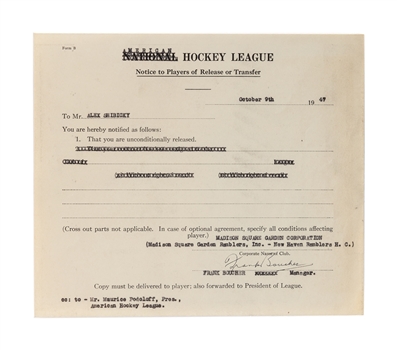 Form B
AMERICAN
NATIONAL HOCKEY LEAGUE
Notice to Players of Release or Transfer
October 9th 1947
To Mr. ALEX SHIBICKY
You are hereby notified as follows:
1. That you are unconditionally released.
(Cross out parts not applicable. In case of optional agreement, specify all conditions affecting
player.) MADISON SQUARE GARDEN CORPORATION
(Madison Square Garden Ramblers, Inc. - New Haven Ramblers H. C.)
Corporate Name of Club.
Frank Boucher
FRANK BOUCHER Manager.
Copy must be delivered to player; also forwarded to President of League.
cc: to - Mr. Maurice Podoloff, Pres.,
American Hockey League.